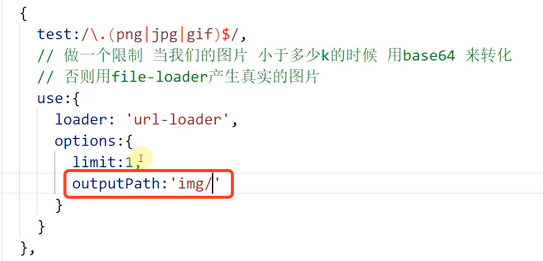 {
test:/\.(png|jpg|gif)$/,
// 做一个限制 当我们的图片 小于多少k的时候 用base64 来转化
// 否则用file-loader产生真实的图片
use:{
loader: 'url-loader',
options:{
limit:1,
outputPath:'img/'
}
}
},